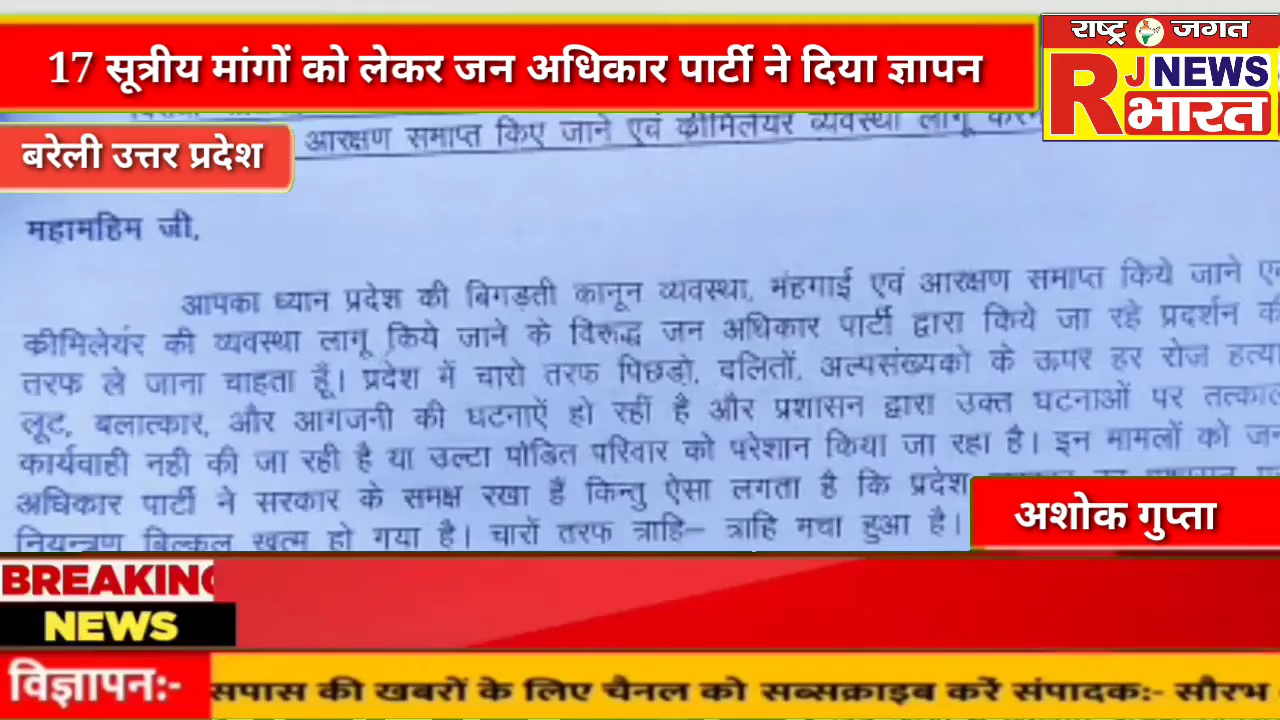 17 सूत्रीय मांगों को लेकर जन अधिकार पार्टी ने दिया ज्ञापन
राष्ट्र जगत
RJ NEWS
भारत
आरक्षण समाप्त किए जाने एवं क्रीमिलेयर व्यवस्था लागू
बरेली उत्तर प्रदेश
महामहिम जी,
आपका ध्यान प्रदेश की बिगड़ती कानून व्यवस्था, मंहगाई एवं आरक्षण समाप्त किये जाने
क्रीमिलेयंर की व्यवस्था लागू किये जाने के विरूद्ध जन अधिकार पार्टी द्वारा किये जा रहे प्रदर्शन
तरफ ले जाना चाहता हूँ। प्रदेश में चारो तरफ पिछडो़, दलितों, अल्पसंख्यको के ऊपर हर रोज हत्या
लूट, बलात्कार, और आगजनी की घटनाऐं हो रहीं है और प्रशासन द्वारा उक्त घटनाओं पर
कार्यवाही नही की जा रही है या उल्टा पीडित परिवार को परेशान किया जा रहा है। इन मामलों को
अधिकार पार्टी ने सरकार के समक्ष रखा है किन्तु ऐसा लगता है कि प्रदेश
नियन्त्रण बिल्कुल खत्म हो गया है। चारों तरफ त्राहि– त्राहि मचा हुआ है।
अशोक गुप्ता
BREAKING
NEWS
विज्ञापन:- सपास की खबरों के लिए चैनल को सब्सक्राइब करें संपादक:- सौरभ